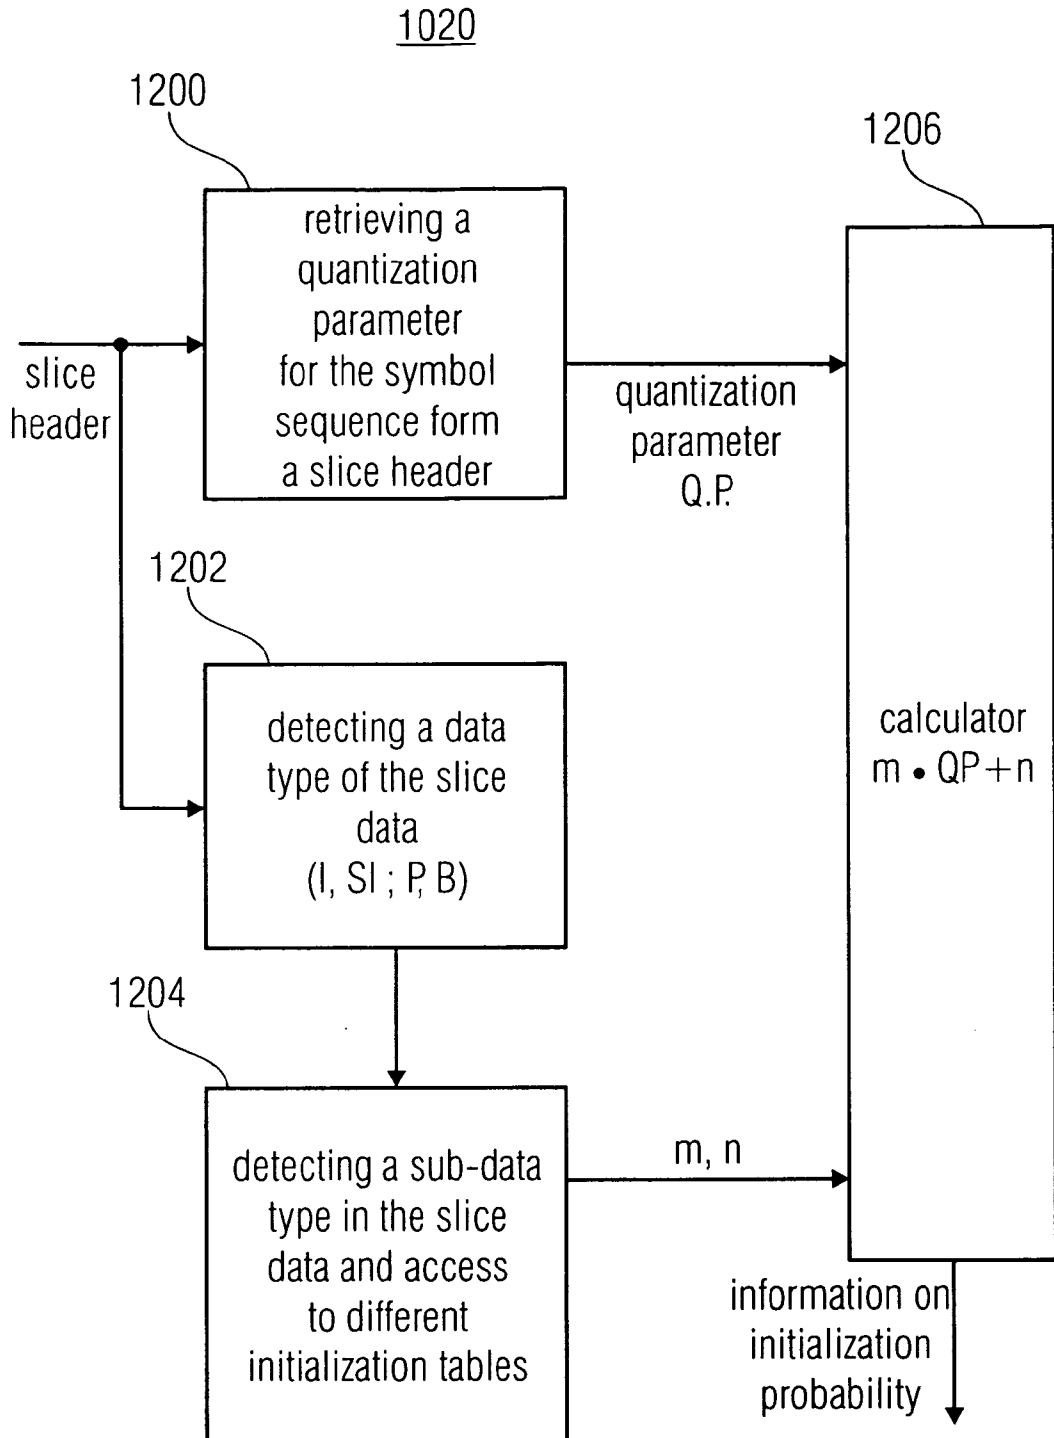 1020
1200
1206
retrieving a
quantization
parameter
for the symbol
sequence form
a slice header
slice
header
quantization
parameter
Q.P.
1202
detecting a data
type of the slice
data
(I, SI ; P, B)
calculator
m • QP+n
1204
detecting a sub-data
type in the slice
data and access
to different
initialization tables
m, n
information on
initialization
probability